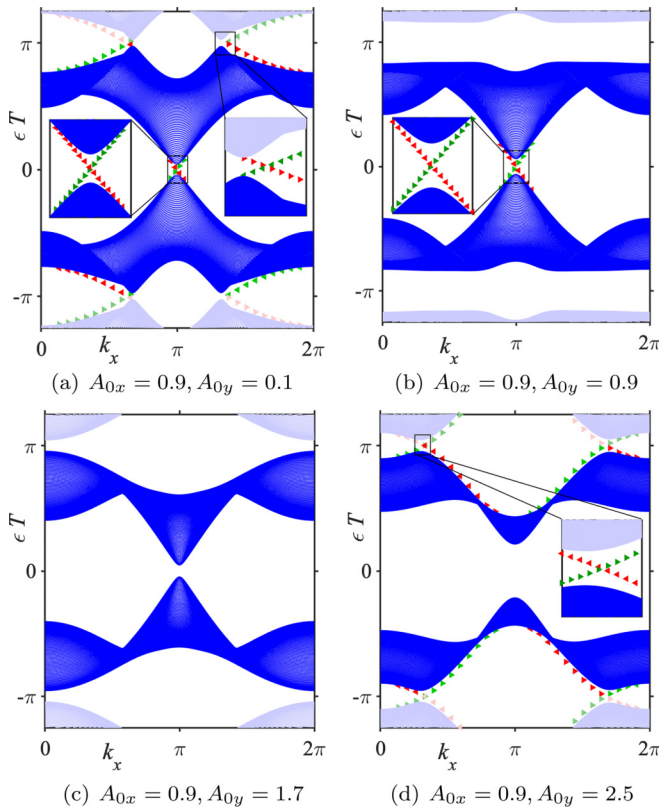 π
ϵ T
0
-π
0
k_x
π
2π
(a) A_{0x} = 0.9, A_{0y} = 0.1
π
ϵ T
0
-π
0
k_x
π
2π
(b) A_{0x} = 0.9, A_{0y} = 0.9
π
ϵ T
0
-π
0
k_x
π
2π
(c) A_{0x} = 0.9, A_{0y} = 1.7
π
ϵ T
0
-π
0
k_x
π
2π
(d) A_{0x} = 0.9, A_{0y} = 2.5